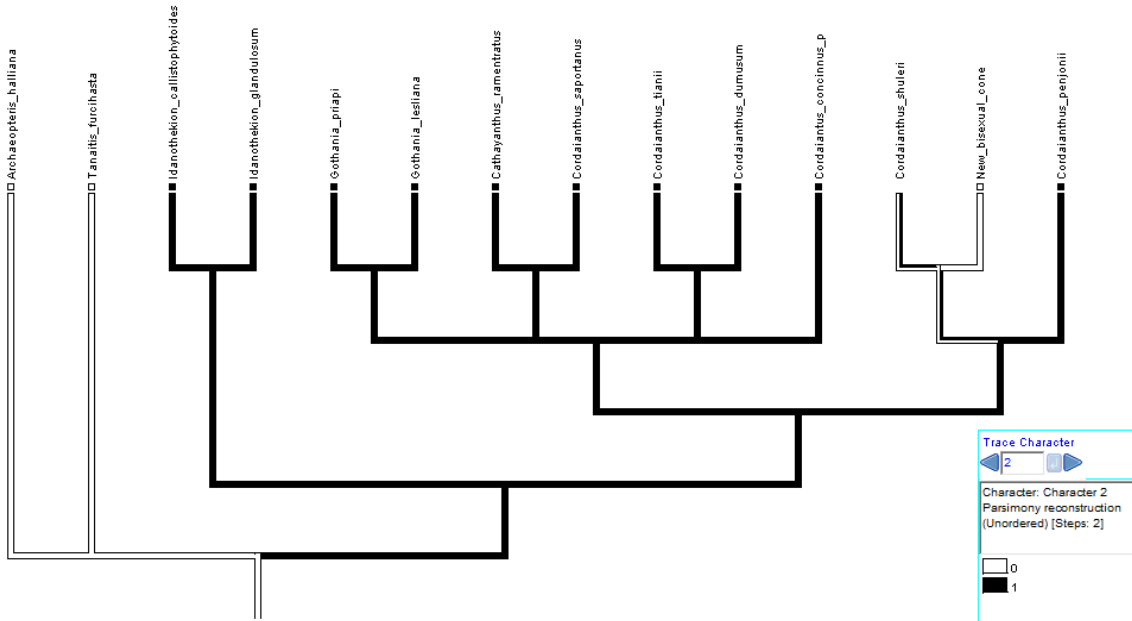 Archaeopteris_halliana
Tanaitis_furcihasta
Idanothekion_callistophytoides
Idanothekion_glandulosum
Gothania_priapi
Gothania_lesliana
Cathayanthus_ramentratus
Cordaianthus_saportanus
Cordaianthus_tianii
Cordaianthus_dumusum
Cordaiantus_concinnus_p
Cordaianthus_shuleri
New_bisexual_cone
Cordaianthus_penjonii
Trace Character
2
Character: Character 2
Parsimony reconstruction
(Unordered) [Steps: 2]
0
1